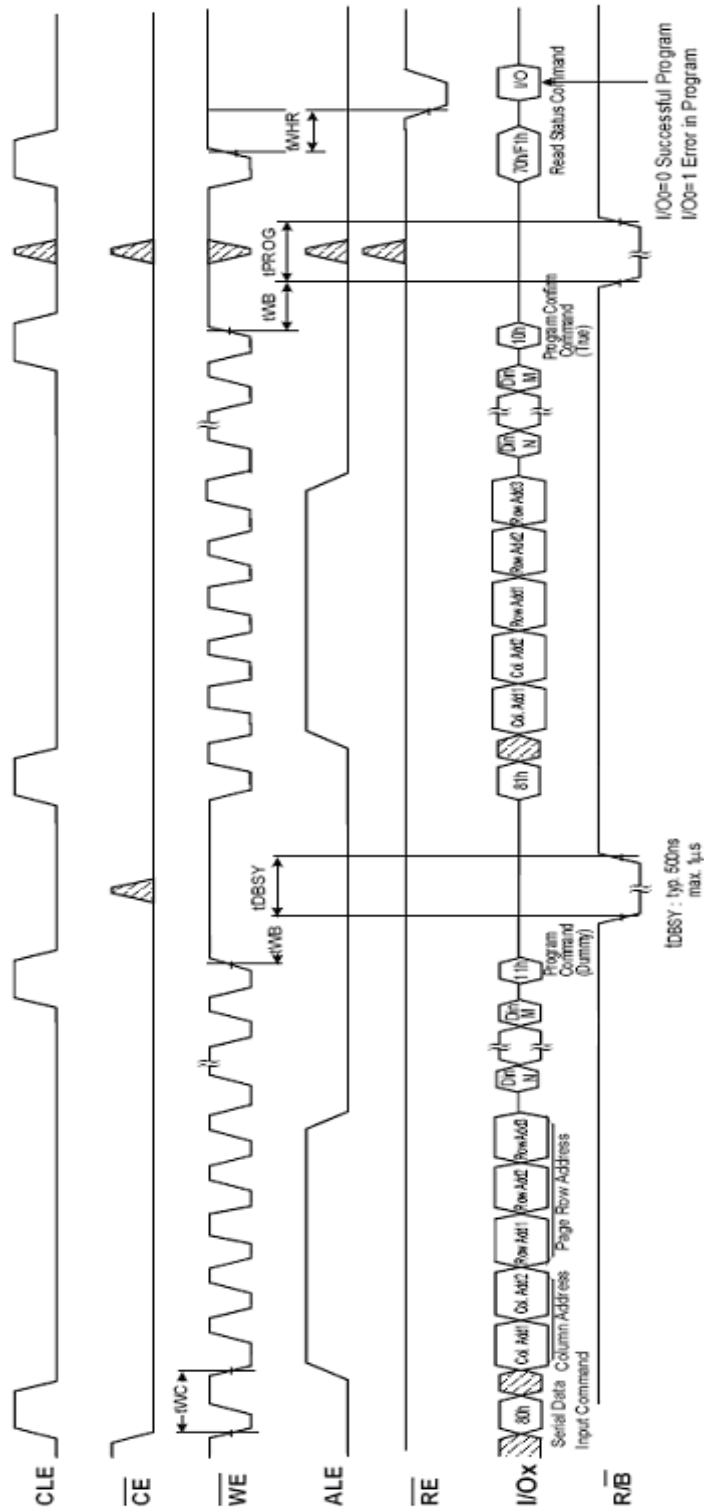 CLE
CE
WE
tWC
tWB
tDBSY
tWB
tPROG
tWHR
ALE
RE
I/Ox
80h
Col. Add1
Col. Add2
Row Add1
Row Add2
Row Add3
Din
N
Din
M
11h
81h
Col. Add1
Col. Add2
Row Add1
Row Add2
Row Add3
Din
N
Din
M
10h
70h/F1h
I/O
Serial Data
Input Command
Column Address
Page Row Address
Program
Command
(Dummy)
Program Confirm
Command
(True)
Read Status Command
R/B
tDBSY : typ. 500ns
max. 1μs
I/O0=0 Successful Program
I/O0=1 Error in Program